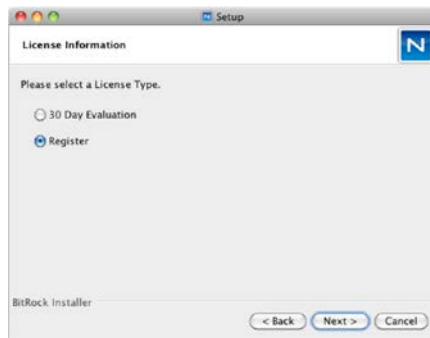 Setup
License Information
N
Please select a License Type.
30 Day Evaluation
Register
BitRock Installer
< Back Next > Cancel